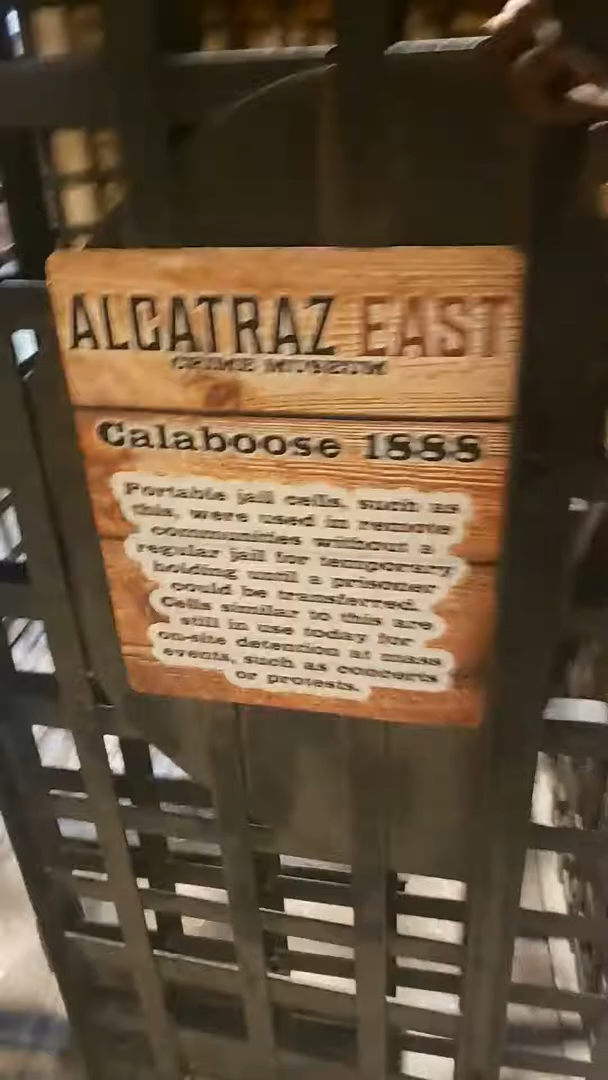 ALCATRAZ EAST
CRIME MUSEUM
Calaboose 1888
Portable jail cells, such as
this, were used in remote
communities without a
regular jail for temporary
holding until a prisoner
could be transferred.
Cells similar to this are
still in use today for
on-site detention at mass
events, such as concerts
or protests.